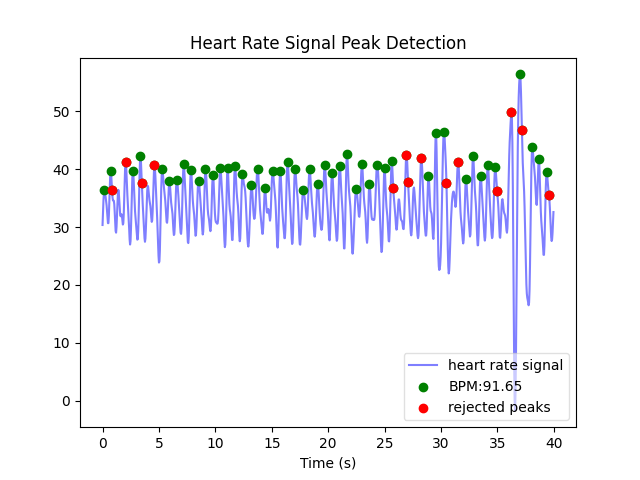 Heart Rate Signal Peak Detection
50
40
30
20
10
0
heart rate signal
BPM:91.65
rejected peaks
0 5 10 15 20 25 30 35 40
Time (s)